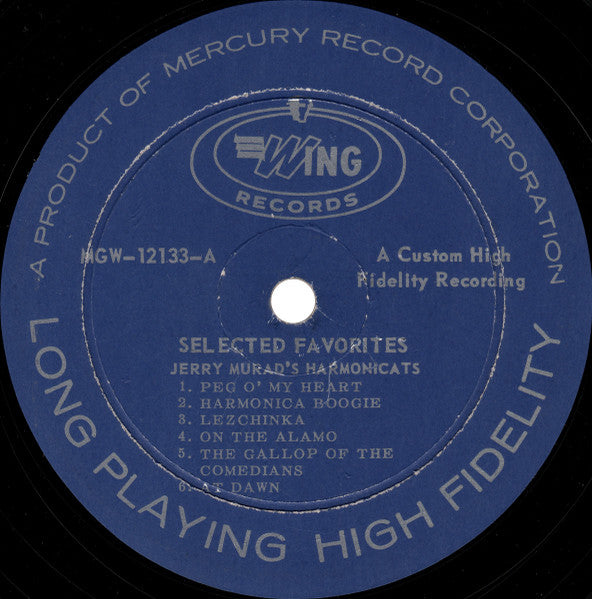 A PRODUCT OF MERCURY RECORD CORPORATION
WING
RECORDS
MGW-12133-A
A Custom High
Fidelity Recording
SELECTED FAVORITES
JERRY MURAD'S HARMONICATS
1. PEG O' MY HEART
2. HARMONICA BOOGIE
3. LEZCHINKA
4. ON THE ALAMO
5. THE GALLOP OF THE
COMEDIANS
6. AT DAWN
LONG PLAYING HIGH FIDELITY